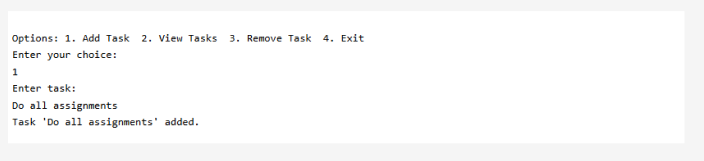 Options: 1. Add Task  2. View Tasks  3. Remove Task  4. Exit
Enter your choice:
1
Enter task:
Do all assignments
Task 'Do all assignments' added.